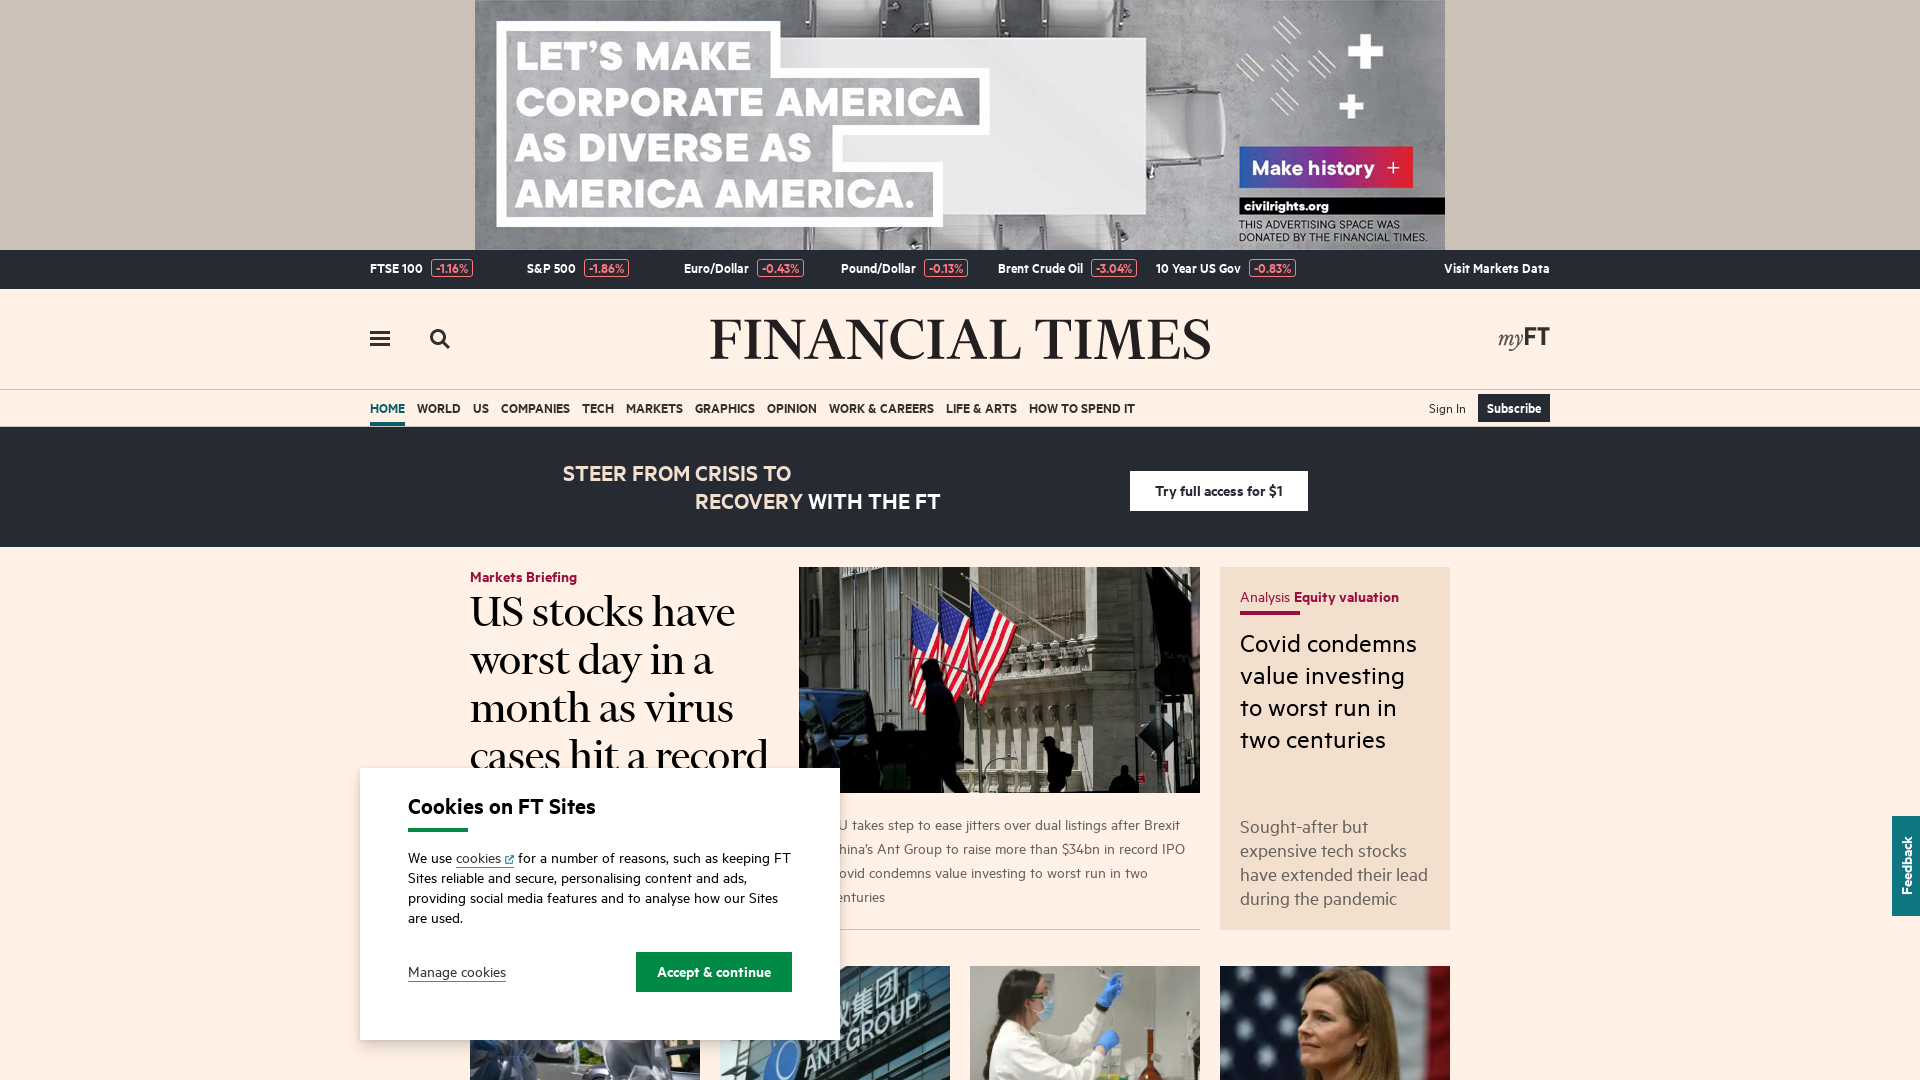 LET'S MAKE
CORPORATE AMERICA
AS DIVERSE AS
AMERICA AMERICA.
Make history +
civilrights.org
THIS ADVERTISING SPACE WAS
DONATED BY THE FINANCIAL TIMES.
FTSE 100 -1.16% S&P 500 -1.86% Euro/Dollar -0.43% Pound/Dollar -0.13% Brent Crude Oil -3.04% 10 Year US Gov -0.83% Visit Markets Data
FINANCIAL TIMES
myFT
HOME WORLD US COMPANIES TECH MARKETS GRAPHICS OPINION WORK & CAREERS LIFE & ARTS HOW TO SPEND IT Sign In Subscribe
STEER FROM CRISIS TO
RECOVERY WITH THE FT
Try full access for $1
Markets Briefing
US stocks have
worst day in a
month as virus
cases hit a record
Analysis Equity valuation
Covid condemns
value investing
to worst run in
two centuries
Sought-after but
expensive tech stocks
have extended their lead
during the pandemic
takes step to ease jitters over dual listings after Brexit
Ant Group to raise more than $34bn in record IPO
condemns value investing to worst run in two
Cookies on FT Sites
We use cookies for a number of reasons, such as keeping FT
Sites reliable and secure, personalising content and ads,
providing social media features and to analyse how our Sites
are used.
Manage cookies
Accept & continue
Feedback
集团
ANT GROUP